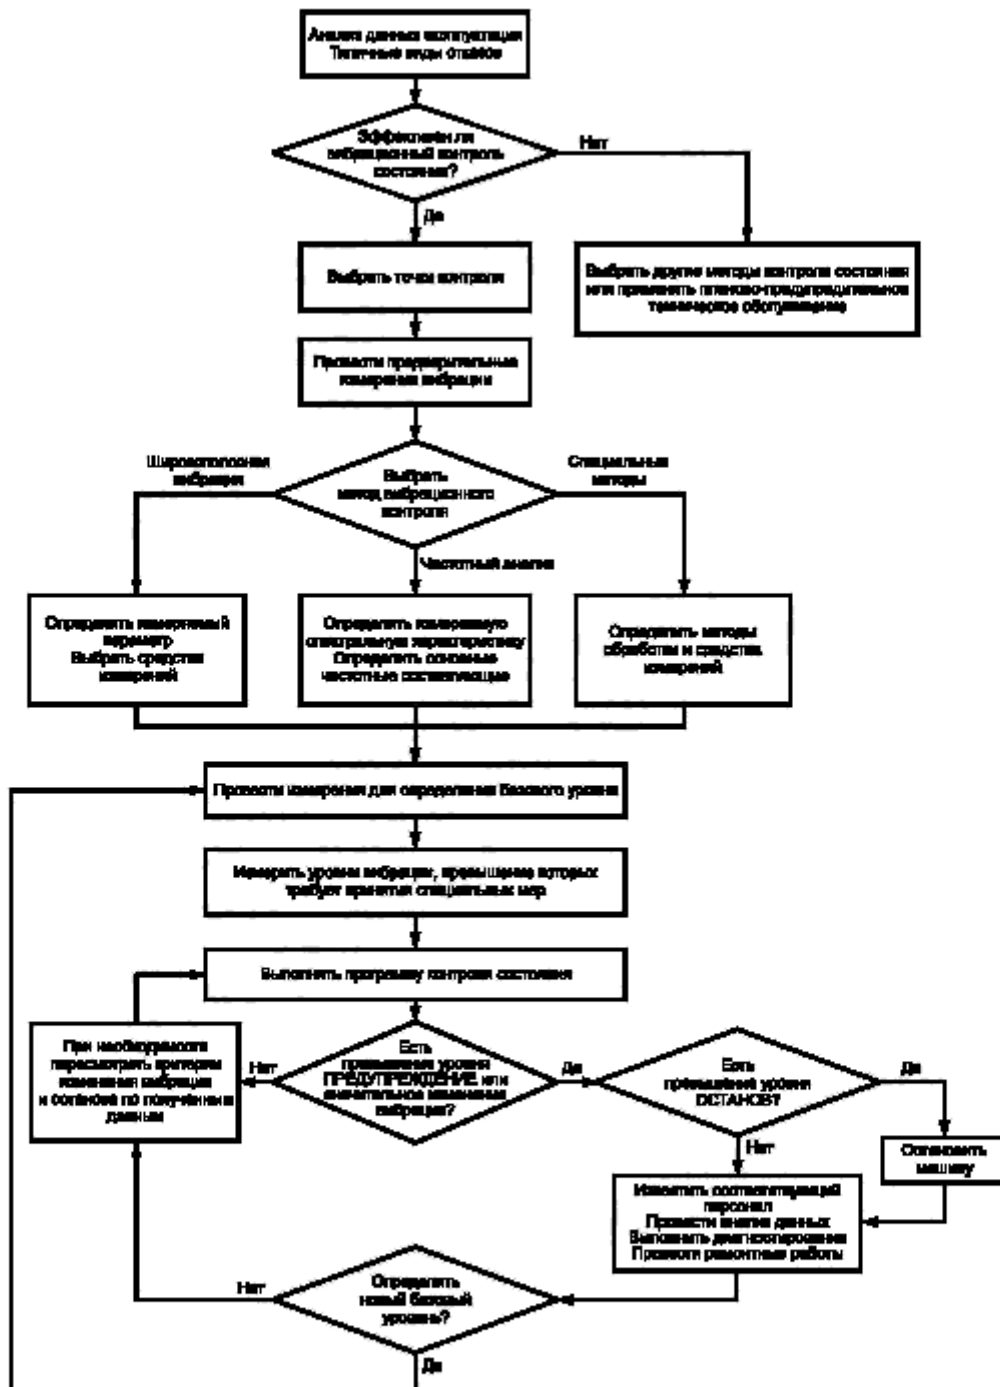 Анализ данных эксплуатации
Типичные виды отказов
Эффективен ли
вибрационный контроль
состояния?
Нет
Да
Выбрать точки контроля
Выбрать другие методы контроля состояния
или применять планово-предупредительное
техническое обслуживание
Провести предварительные
измерения вибрации
Широкополосная
вибрация
Выбрать
метод вибрационного
контроля
Специальные
методы
Частотный анализ
Определить измеряемый
параметр
Выбрать средства
измерений
Определить измеряемую
спектральную характеристику
Определить основные
частотные составляющие
Определить методы
обработки и средства
измерений
Провести измерения для определения базового уровня
Измерить уровни вибрации, превышение которых
требует принятия специальных мер
Выполнять программу контроля состояния
При необходимости
пересмотреть критерии
изменения вибрации
и останова по полученным
данным
Нет
Есть
превышение уровня
ПРЕДУПРЕЖДЕНИЕ или
значительное изменение
вибрации?
Да
Есть
превышение уровня
ОСТАНОВ?
Да
Нет
Остановить
машину
Известить соответствующий
персонал
Провести анализ данных
Выполнить диагностирование
Провести ремонтные работы
Нет
Определить
новый базовый
уровень?
Да